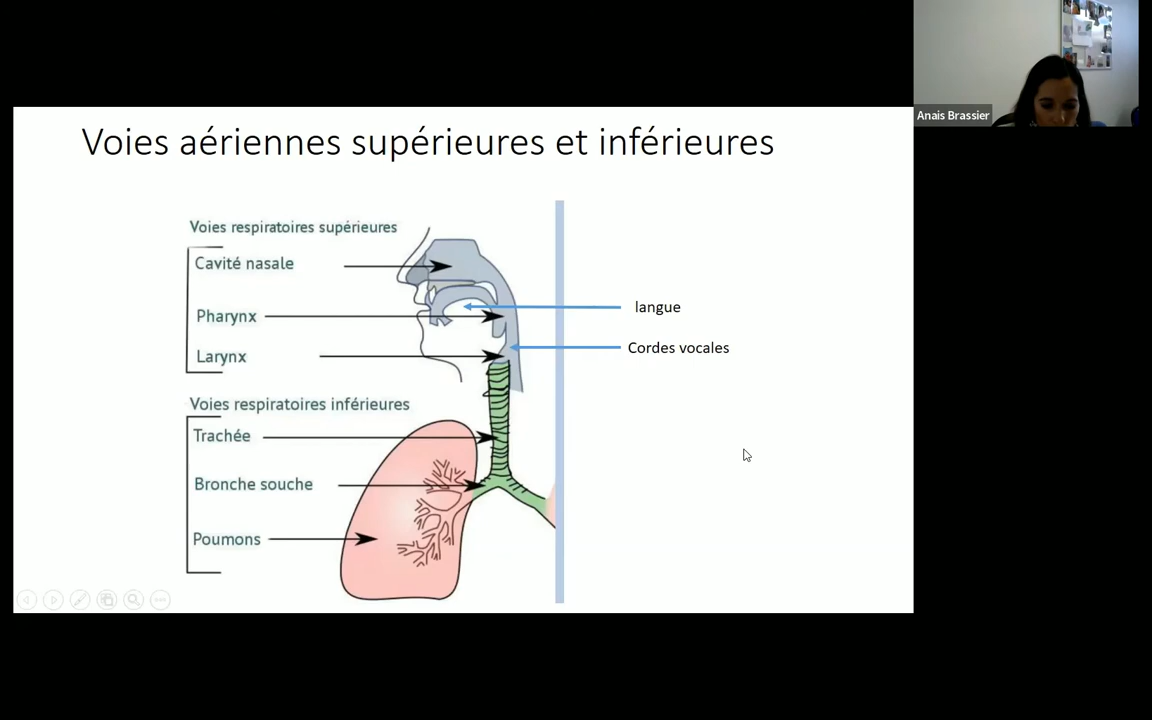 Anais Brassier
Voies aériennes supérieures et inférieures
Voies respiratoires supérieures
Cavité nasale
Pharynx
Larynx
langue
Cordes vocales
Voies respiratoires inférieures
Trachée
Bronche souche
Poumons